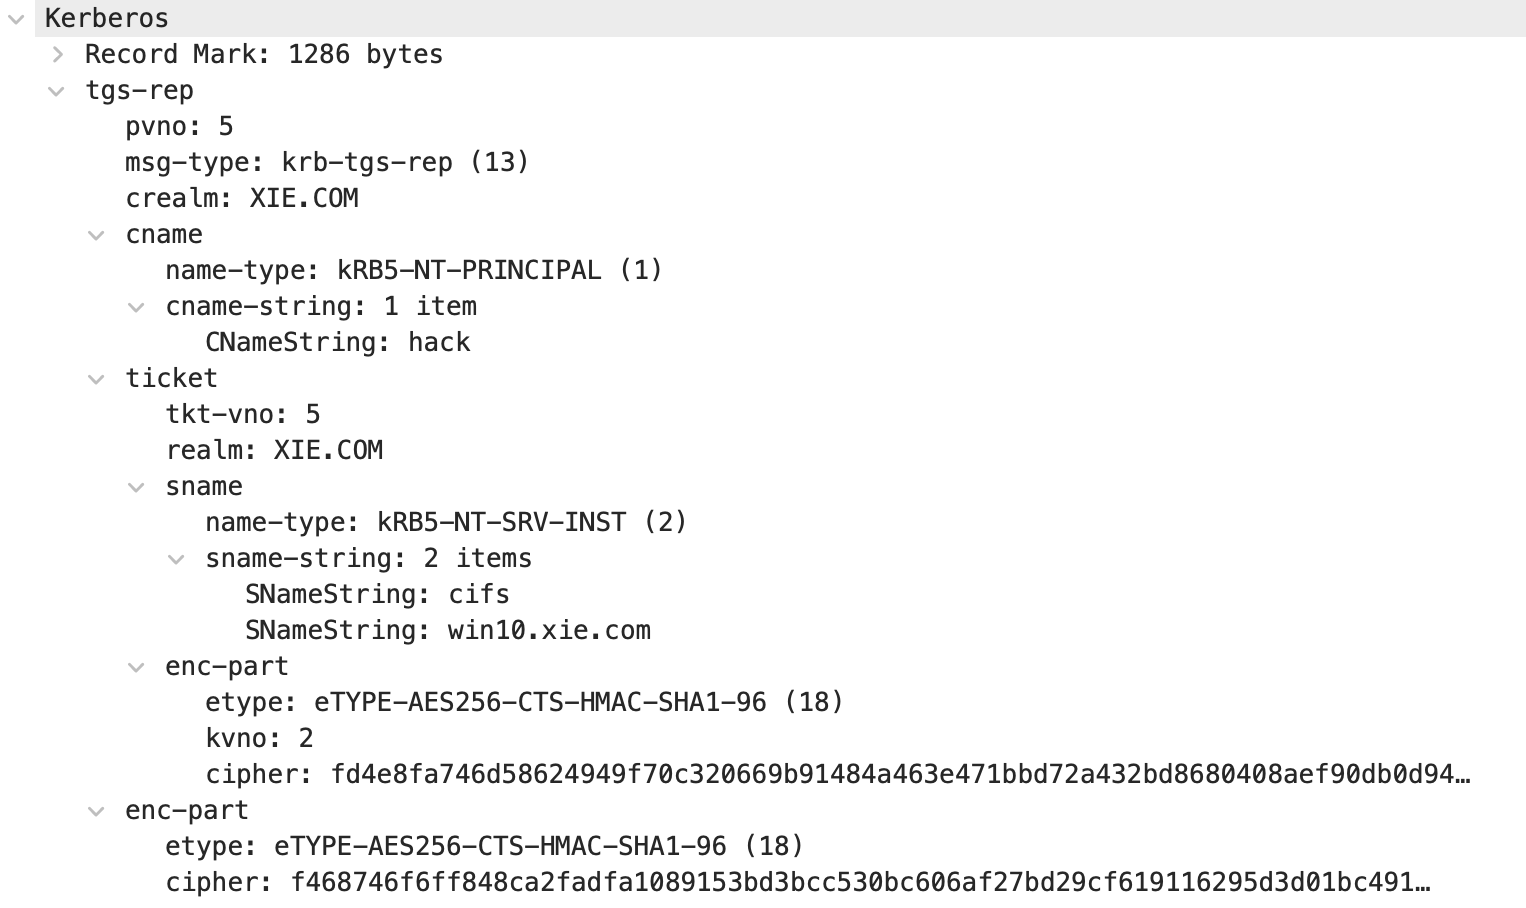 Kerberos
Record Mark: 1286 bytes
tgs-rep
pvno: 5
msg-type: krb-tgs-rep (13)
crealm: XIE.COM
cname
name-type: kRB5-NT-PRINCIPAL (1)
cname-string: 1 item
CNameString: hack
ticket
tkt-vno: 5
realm: XIE.COM
sname
name-type: kRB5-NT-SRV-INST (2)
sname-string: 2 items
SNameString: cifs
SNameString: win10.xie.com
enc-part
etype: eTYPE-AES256-CTS-HMAC-SHA1-96 (18)
kvno: 2
cipher: fd4e8fa746d58624949f70c320669b91484a463e471bbd72a432bd8680408aef90db0d94…
enc-part
etype: eTYPE-AES256-CTS-HMAC-SHA1-96 (18)
cipher: f468746f6ff848ca2fadfa1089153bd3bcc530bc606af27bd29cf619116295d3d01bc491…